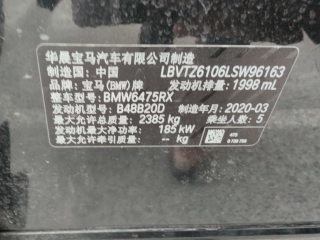 华晨宝马汽车有限公司制造
制造国：中国 LBVTZ6106LSW96163
品牌：宝马(BMW)牌 发动机排量：1998 mL
整车型号：BMW6475RX
发动机型号：B48B20D 制造年月：2020-03
最大允许总质量：2385 kg 乘坐人数：5
发动机最大净功率：185 kW
最大允许牵引质量：-- kg